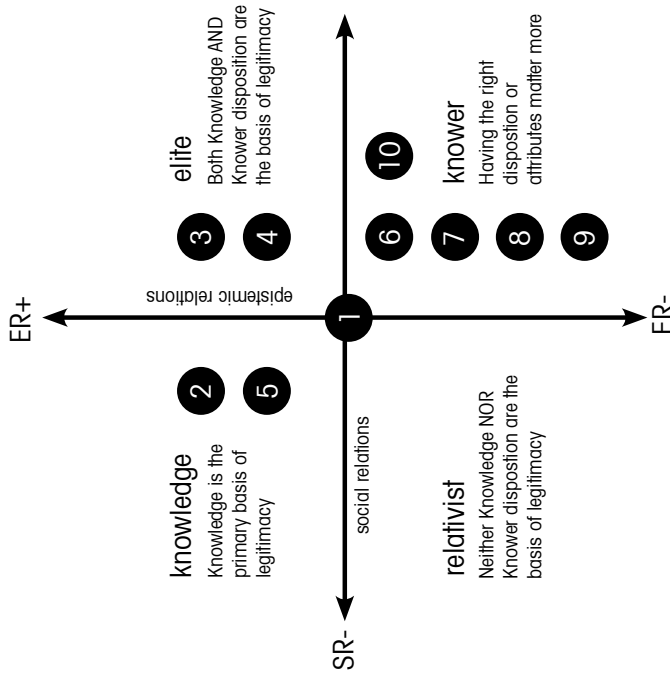 ER+
knowledge
Knowledge is the
primary basis of
legitimacy
2
5
epistemic relations
3
4
elite
Both Knowledge AND
Knower disposition are
the basis of legitimacy
SR-
social relations
1
relativist
Neither Knowledge NOR
Knower dispostion are the
basis of legitimacy
6
10
7
8
9
knower
Having the right
dispostion or
attributes matter more
ER-